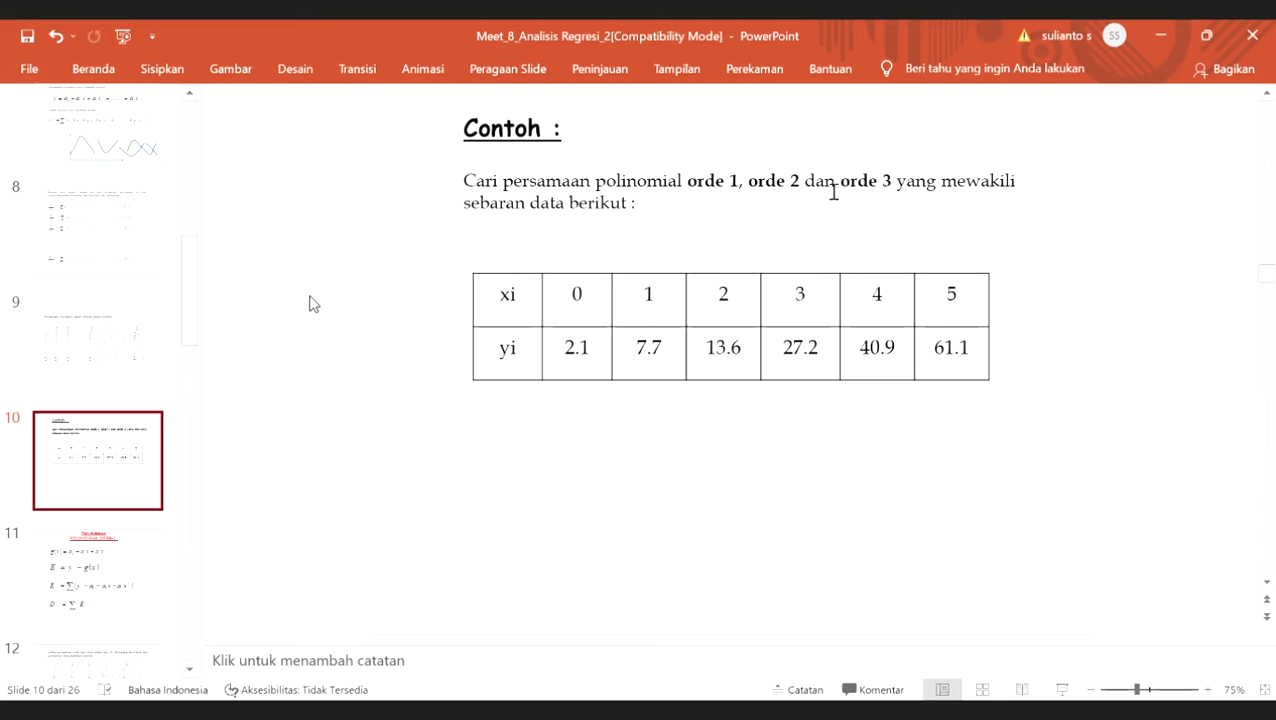 Meet_8_Analisis Regresi_2[Compatibility Mode] - PowerPoint
sulianto s
SS
File Beranda Sisipkan Gambar Desain Transisi Animasi Peragaan Slide Peninjauan Tampilan Perekaman Bantuan Beri tahu yang ingin Anda lakukan Bagikan
8
9
10
11
12
Contoh :
Cari persamaan polinomial orde 1, orde 2 dan orde 3 yang mewakili
sebaran data berikut :
xi 0 1 2 3 4 5
yi 2.1 7.7 13.6 27.2 40.9 61.1
Klik untuk menambah catatan
Slide 10 dari 26 Bahasa Indonesia Aksesibilitas: Tidak Tersedia Catatan Komentar 75%